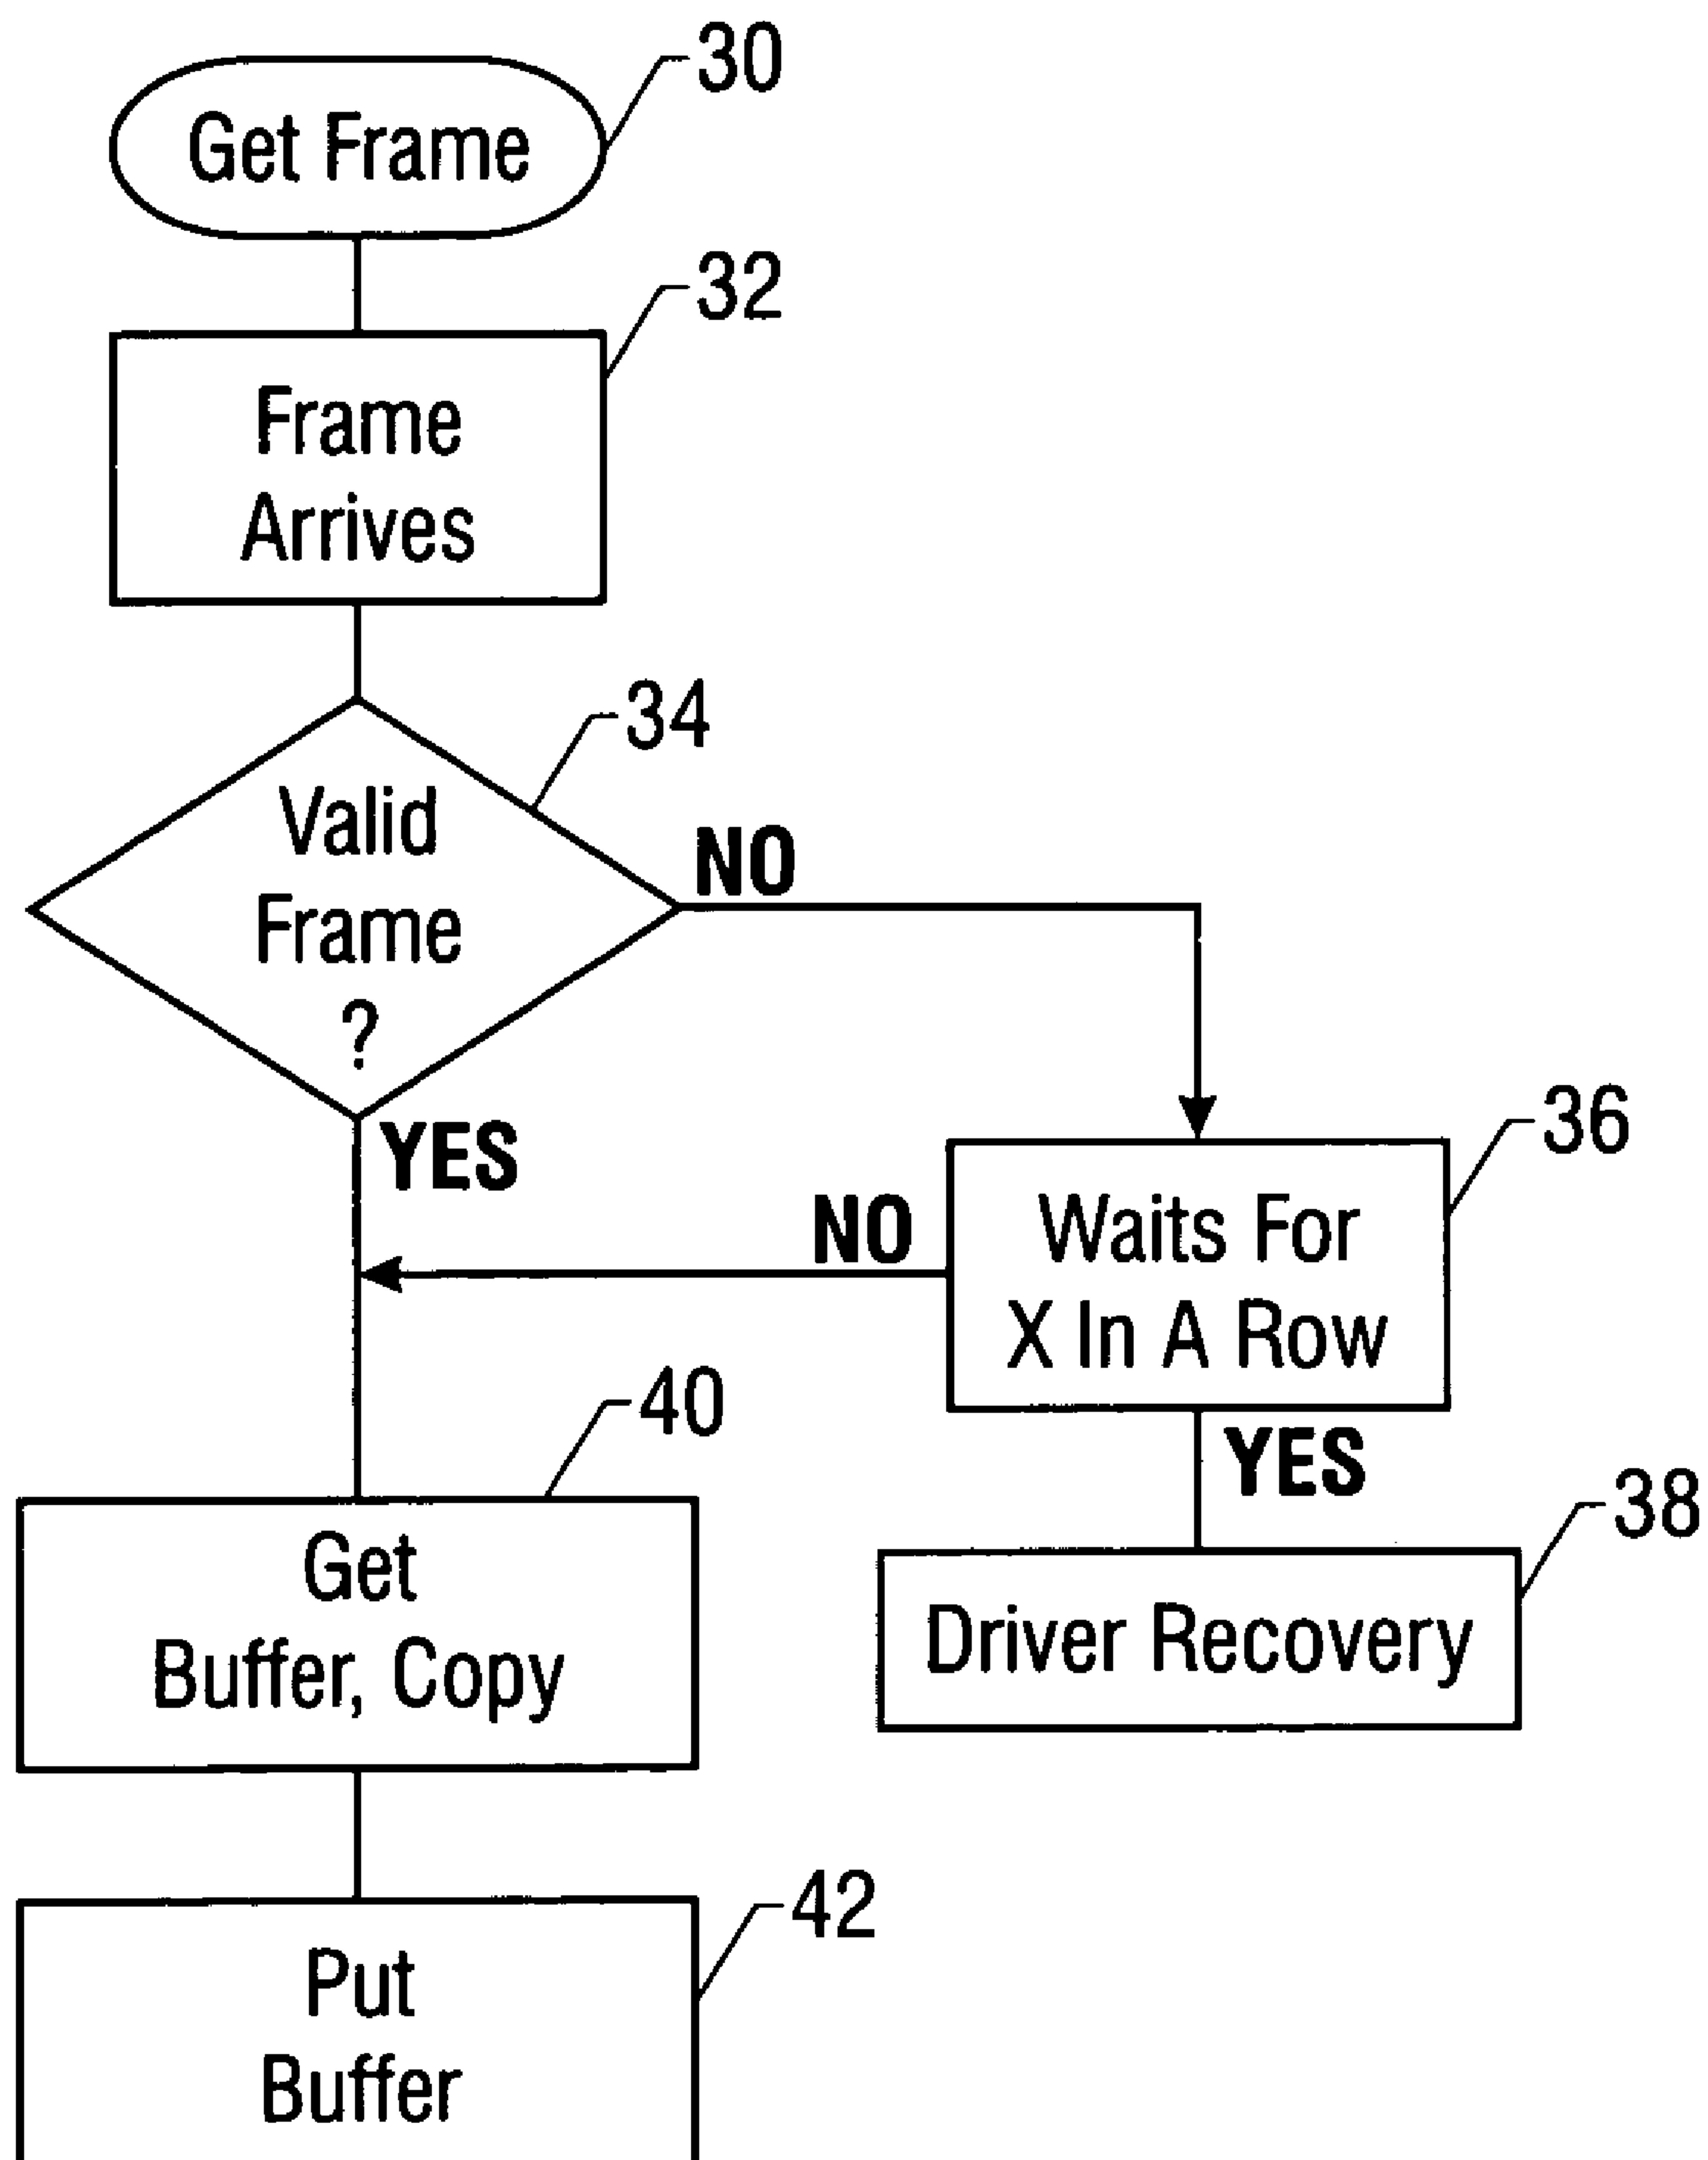 30
Get Frame
32
Frame
Arrives
34
Valid
Frame
?
NO
YES
36
Waits For
X In A Row
NO
YES
40
Get
Buffer, Copy
38
Driver Recovery
42
Put
Buffer